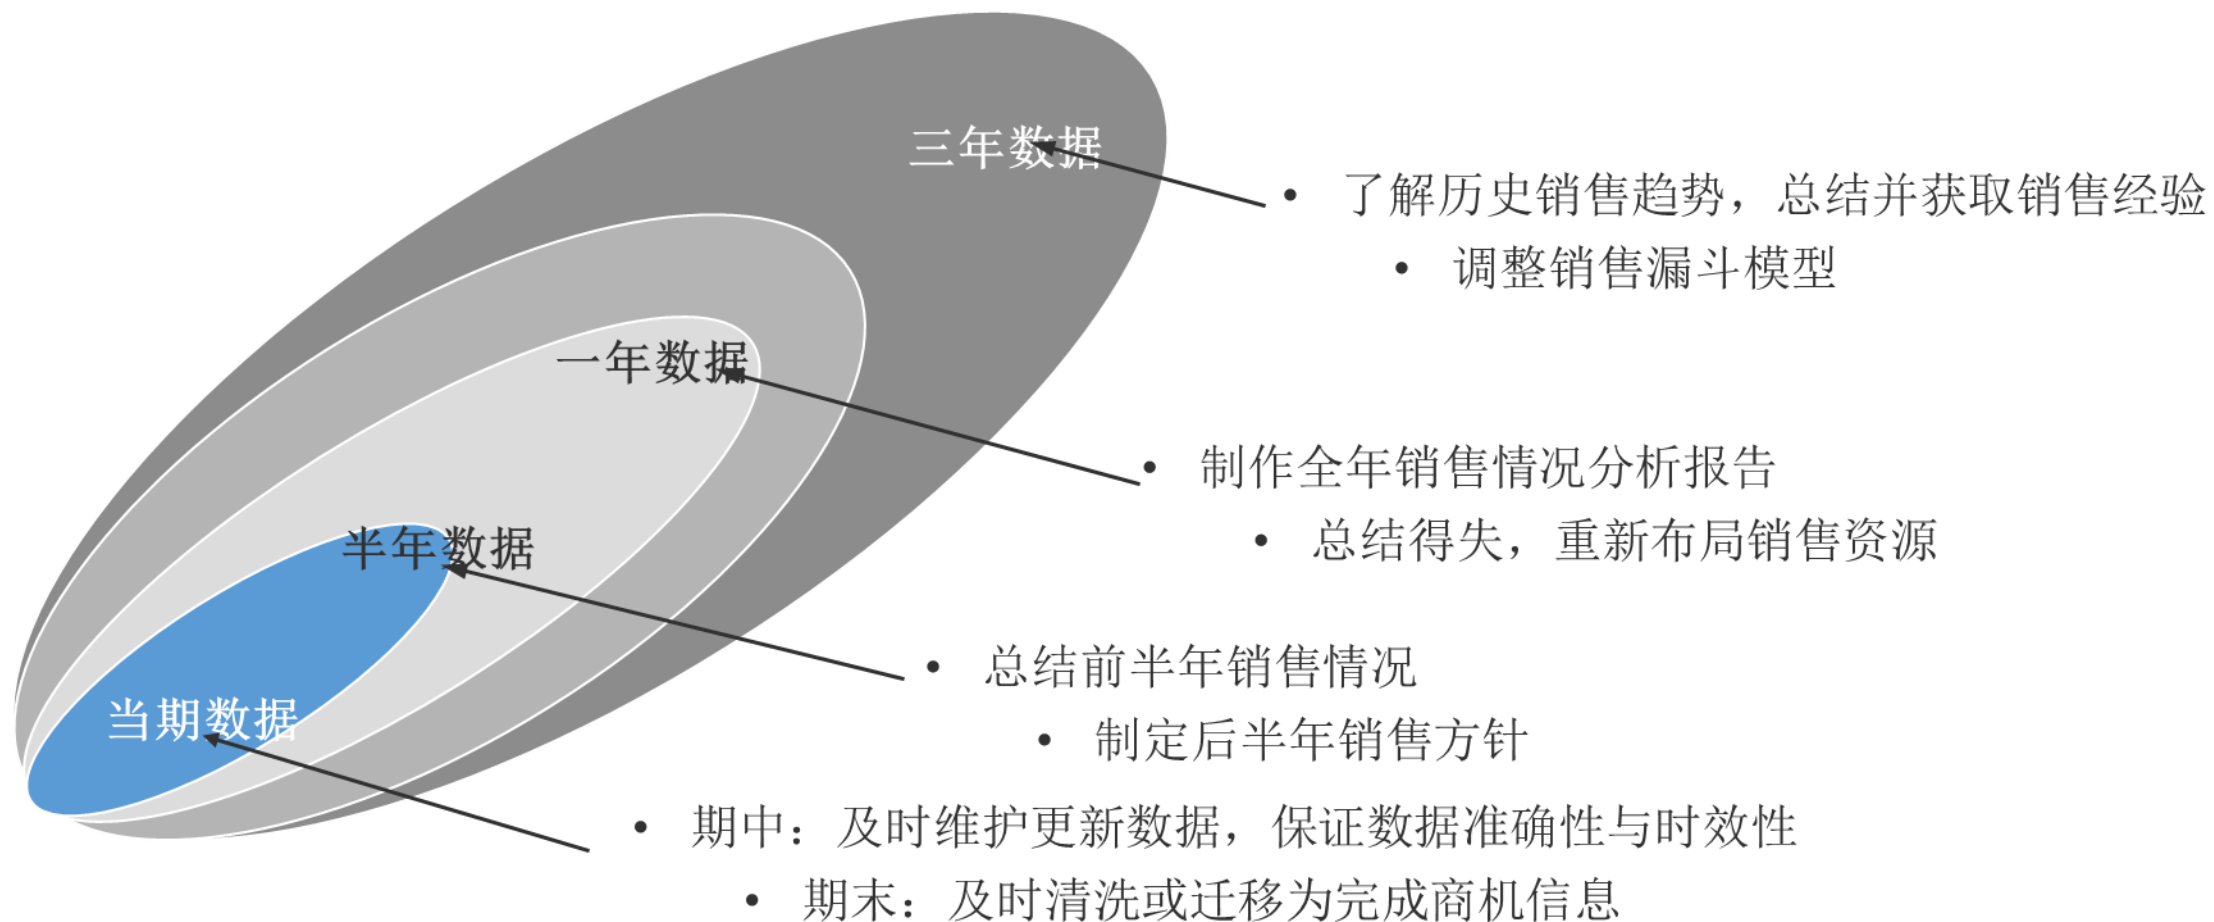 三年数据
• 了解历史销售趋势，总结并获取销售经验
• 调整销售漏斗模型
一年数据
• 制作全年销售情况分析报告
• 总结得失，重新布局销售资源
半年数据
• 总结前半年销售情况
• 制定后半年销售方针
当期数据
• 期中：及时维护更新数据，保证数据准确性与时效性
• 期末：及时清洗或迁移为完成商机信息